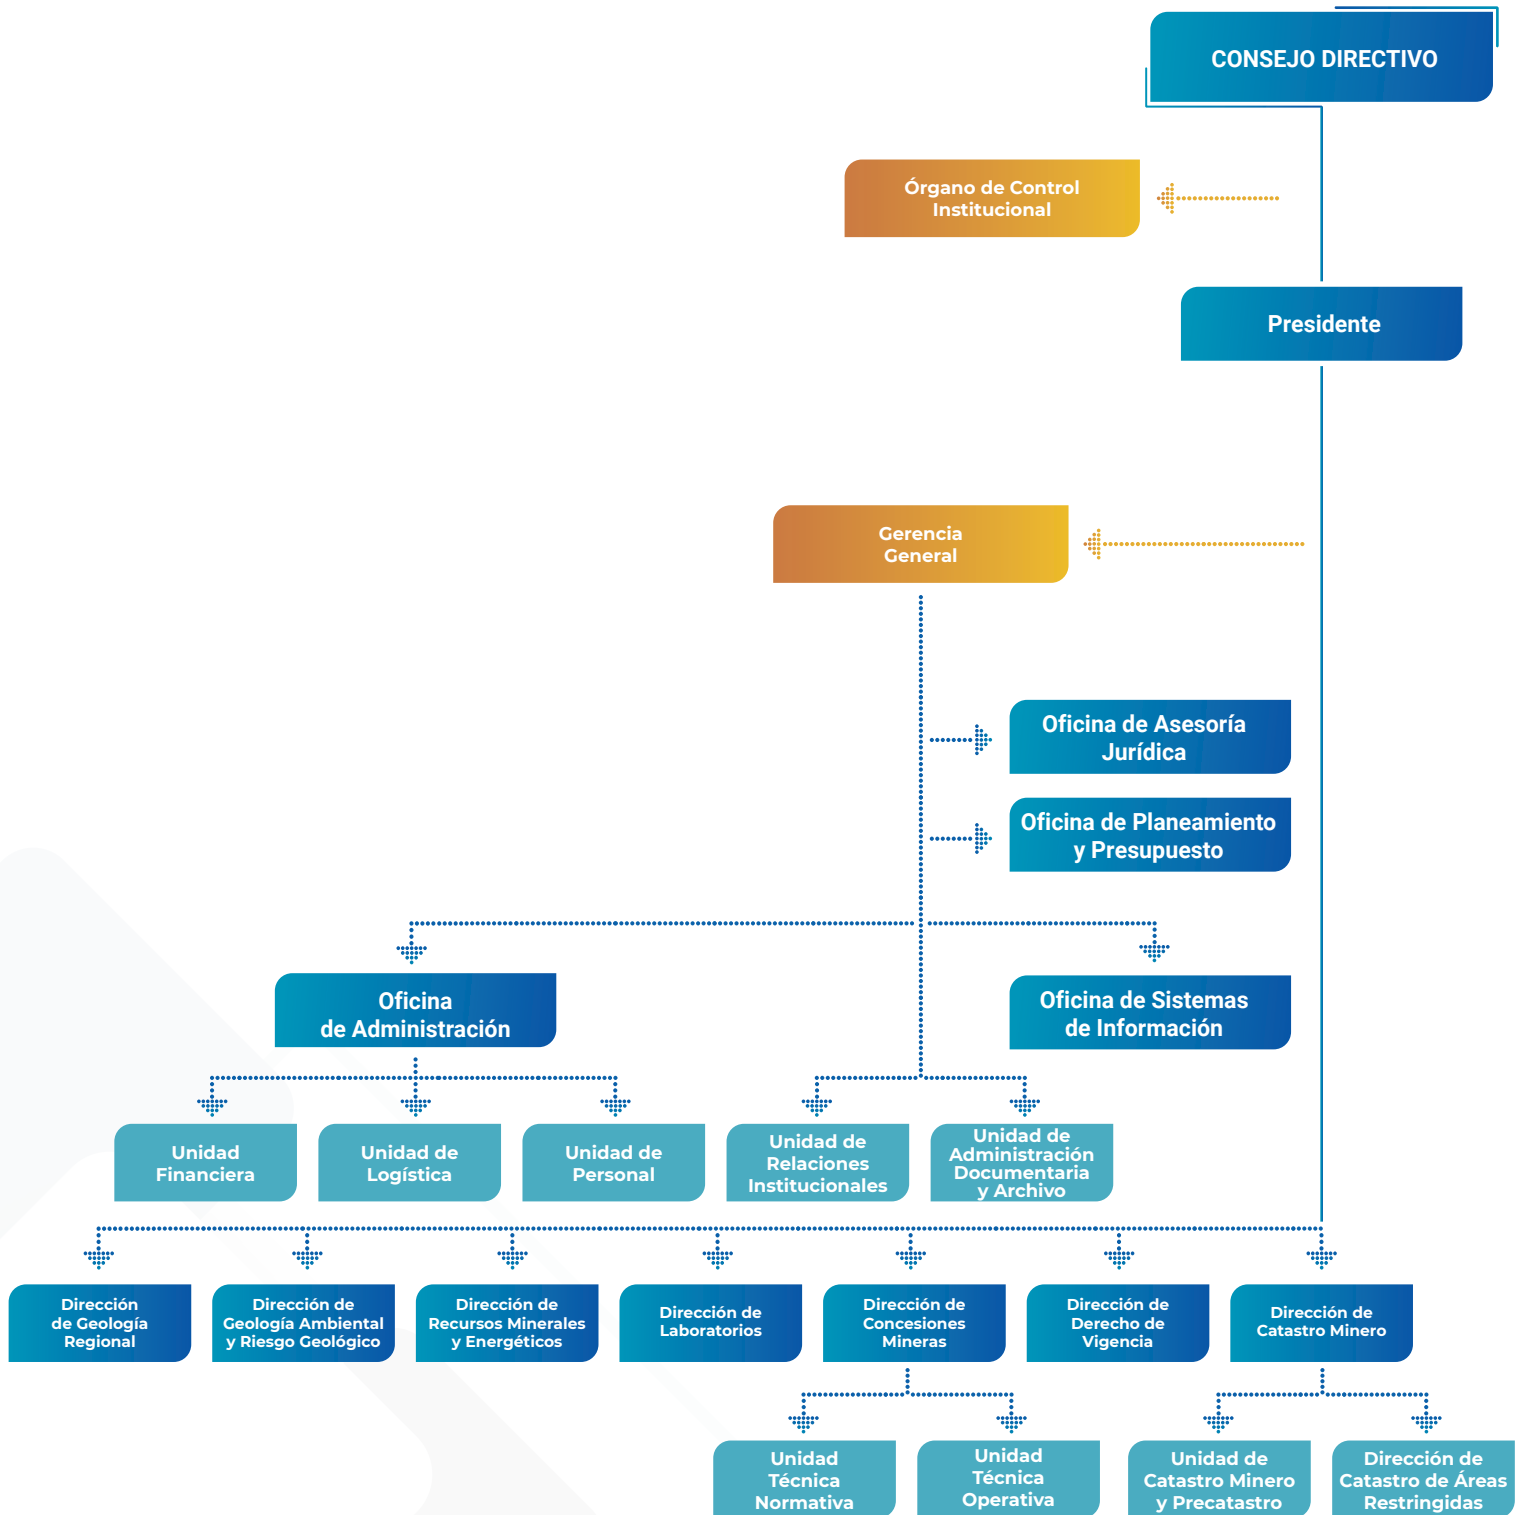 CONSEJO DIRECTIVO
Órgano de Control
Institucional
Presidente
Gerencia
General
Oficina de Asesoría
Jurídica
Oficina de Planeamiento
y Presupuesto
Oficina
de Administración
Oficina de Sistemas
de Información
Unidad
Financiera
Unidad de
Logística
Unidad de
Personal
Unidad de
Relaciones
Institucionales
Unidad de
Administración
Documentaria
y Archivo
Dirección
de Geología
Regional
Dirección de
Geología Ambiental
y Riesgo Geológico
Dirección de
Recursos Minerales
y Energéticos
Dirección de
Laboratorios
Dirección de
Concesiones
Mineras
Dirección de
Derecho de
Vigencia
Dirección de
Catastro Minero
Unidad
Técnica
Normativa
Unidad
Técnica
Operativa
Unidad de
Catastro Minero
y Precatastro
Dirección de
Catastro de Áreas
Restringidas